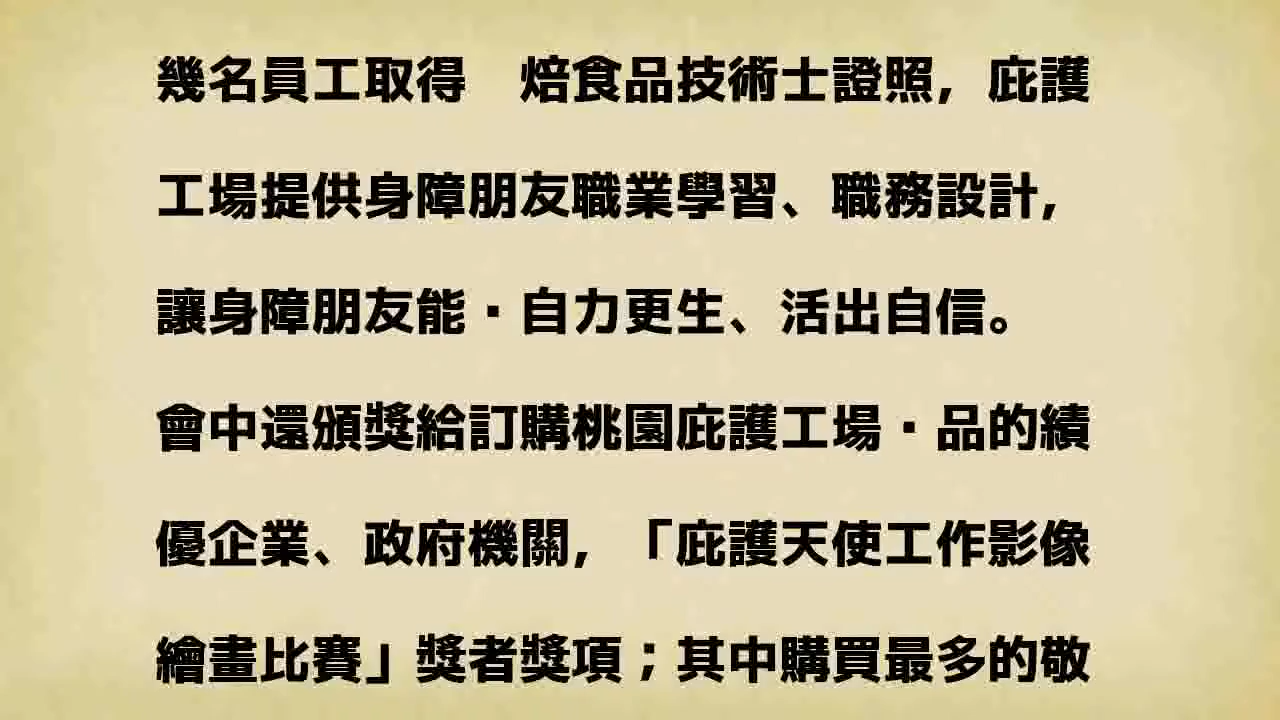 幾名員工取得　焙食品技術士證照，庇護
工場提供身障朋友職業學習、職務設計，
讓身障朋友能·自力更生、活出自信。
會中還頒獎給訂購桃園庇護工場·品的績
優企業、政府機關，「庇護天使工作影像
繪畫比賽」獎者獎項；其中購買最多的敬